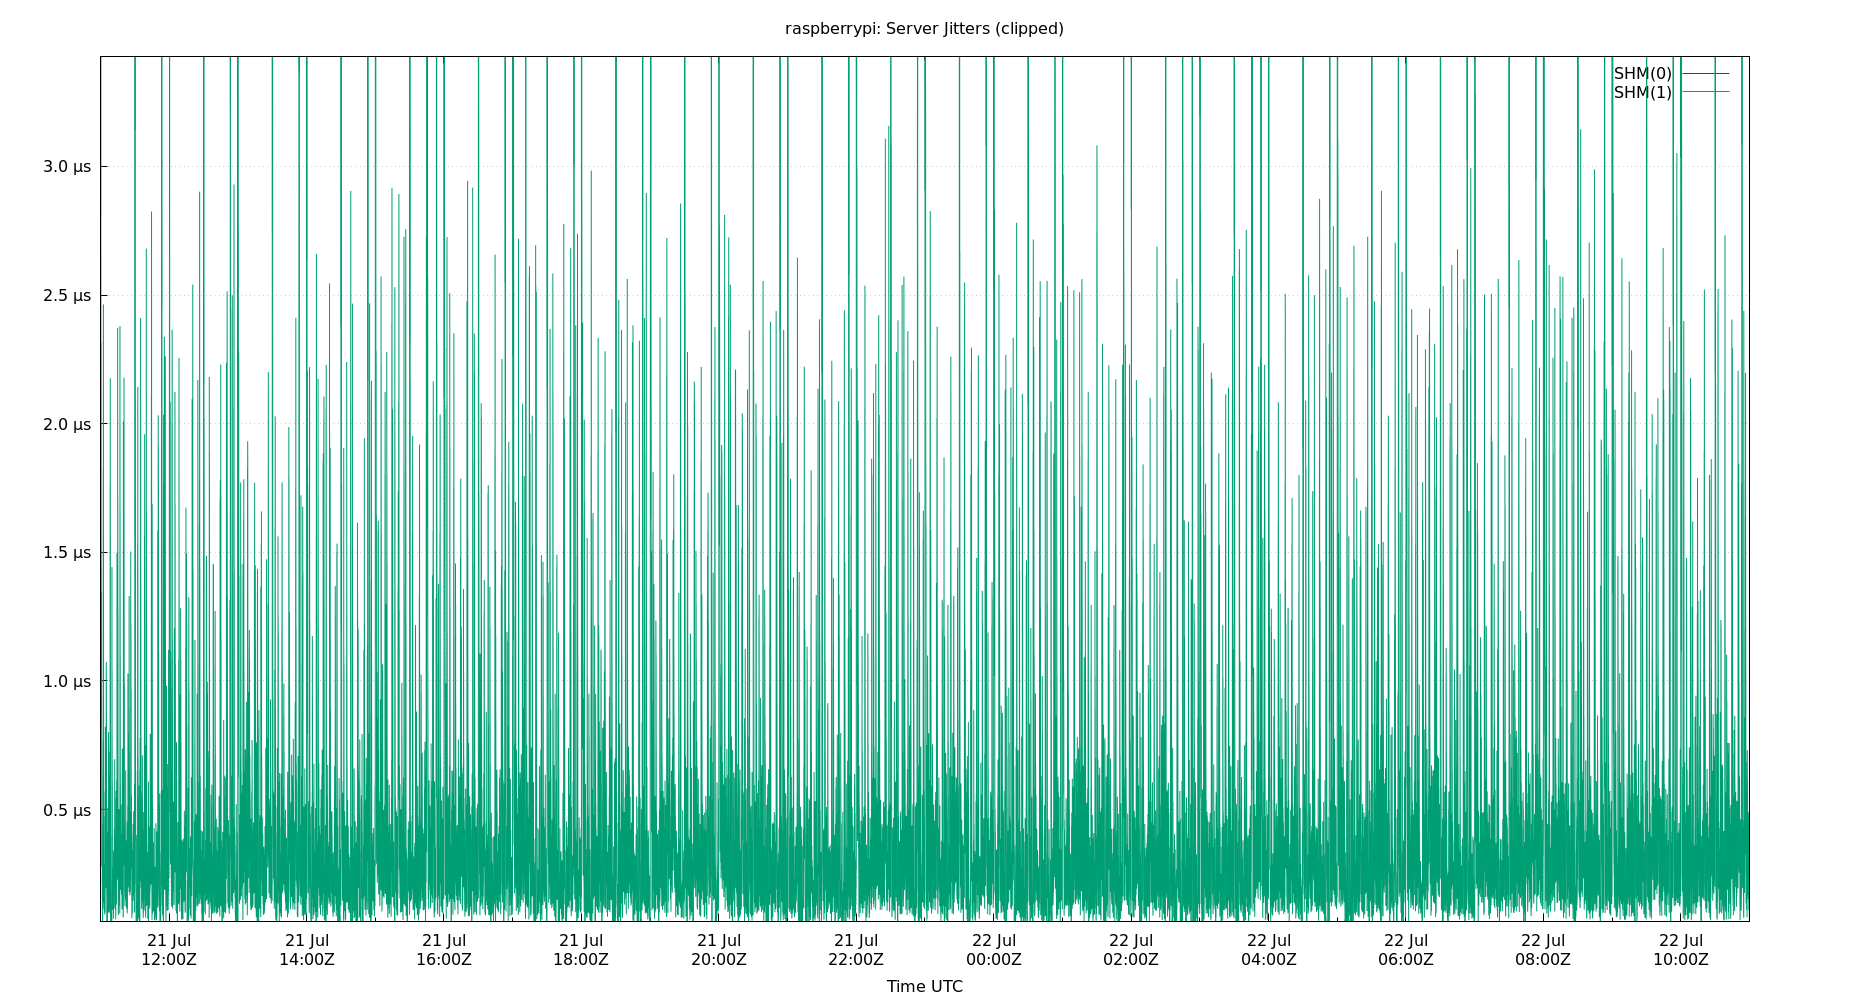 raspberrypi: Server Jitters (clipped)
SHM(0)
SHM(1)
3.0 μs
2.5 μs
2.0 μs
1.5 μs
1.0 μs
0.5 μs
21 Jul 21 Jul 21 Jul 21 Jul 21 Jul 21 Jul 22 Jul 22 Jul 22 Jul 22 Jul 22 Jul 22 Jul
12:00Z 14:00Z 16:00Z 18:00Z 20:00Z 22:00Z 00:00Z 02:00Z 04:00Z 06:00Z 08:00Z 10:00Z
Time UTC